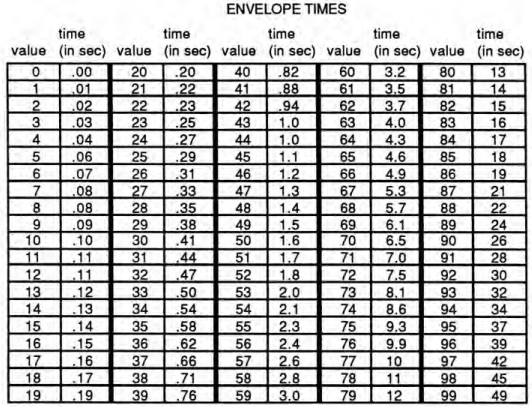 ENVELOPE TIMES
time time time time time
value (in sec) value (in sec) value (in sec) value (in sec) value (in sec)
0 .00 20 .20 40 .82 60 3.2 80 13
1 .01 21 .22 41 .88 61 3.5 81 14
2 .02 22 .23 42 .94 62 3.7 82 15
3 .03 23 .25 43 1.0 63 4.0 83 16
4 .04 24 .27 44 1.0 64 4.3 84 17
5 .06 25 .29 45 1.1 65 4.6 85 18
6 .07 26 .31 46 1.2 66 4.9 86 19
7 .08 27 .33 47 1.3 67 5.3 87 21
8 .08 28 .35 48 1.4 68 5.7 88 22
9 .09 29 .38 49 1.5 69 6.1 89 24
10 .10 30 .41 50 1.6 70 6.5 90 26
11 .11 31 .44 51 1.7 71 7.0 91 28
12 .11 32 .47 52 1.8 72 7.5 92 30
13 .12 33 .50 53 2.0 73 8.1 93 32
14 .13 34 .54 54 2.1 74 8.6 94 34
15 .14 35 .58 55 2.3 75 9.3 95 37
16 .15 36 .62 56 2.4 76 9.9 96 39
17 .16 37 .66 57 2.6 77 10 97 42
18 .17 38 .71 58 2.8 78 11 98 45
19 .19 39 .76 59 3.0 79 12 99 49